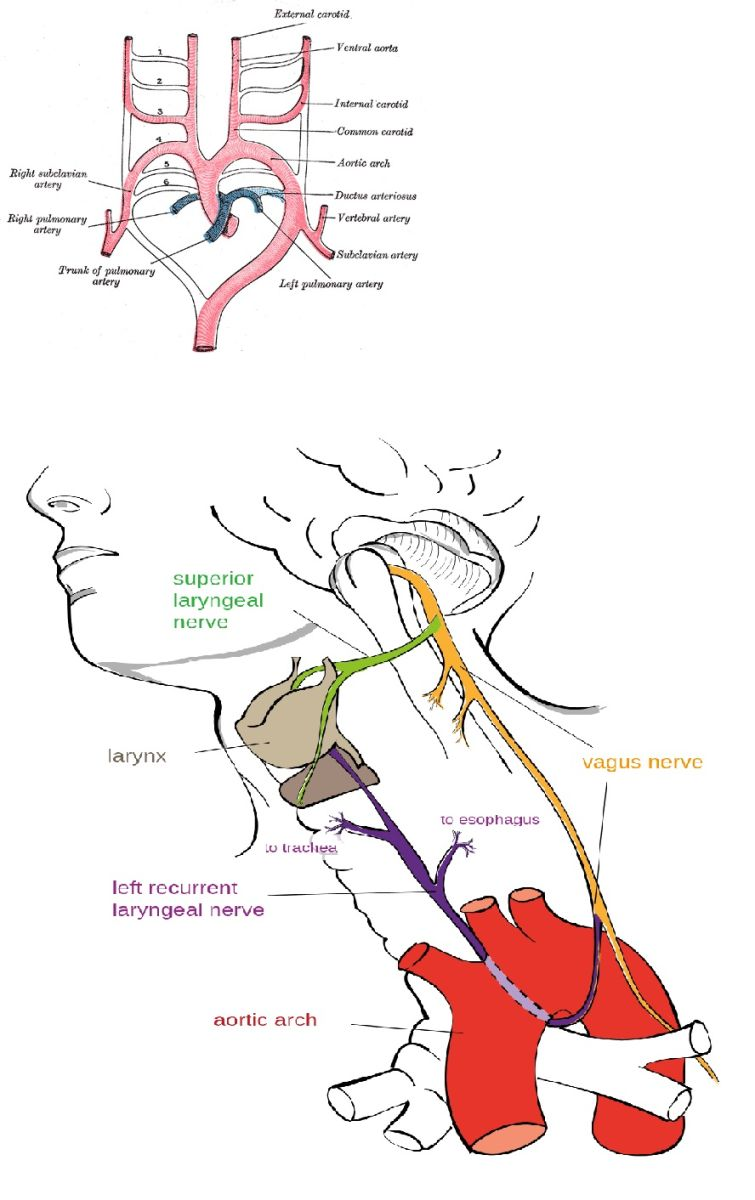 External carotid
Ventral aorta
1
2
Internal carotid
3
Common carotid
4
Aortic arch
5
Right subclavian
artery
6
Ductus arteriosus
Right pulmonary
artery
Vertebral artery
Subclavian artery
Trunk of pulmonary
artery
Left pulmonary artery
superior
laryngeal
nerve
larynx
vagus nerve
to esophagus
to trachea
left recurrent
laryngeal nerve
aortic arch